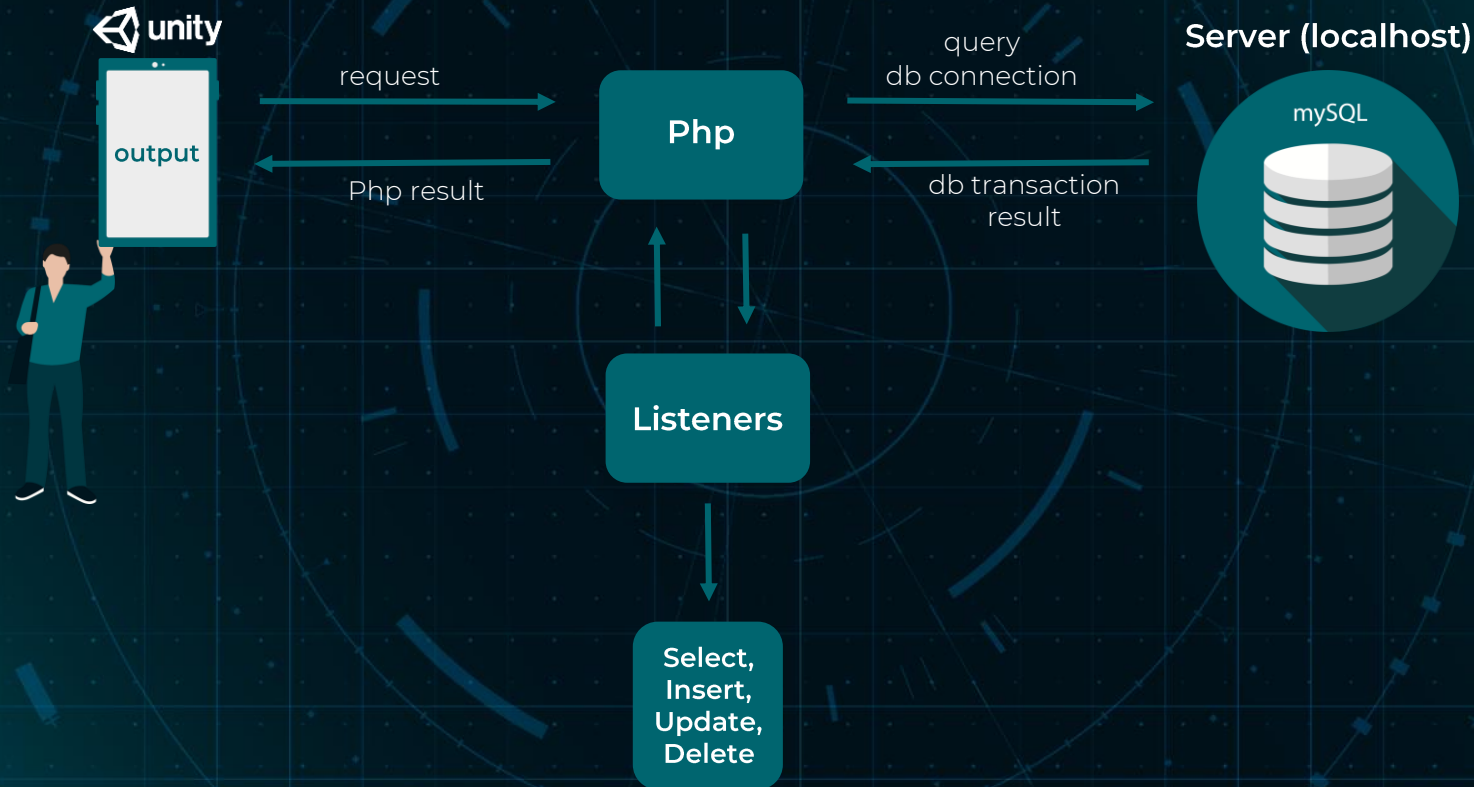 unity
output
request
Php result
Php
query
db connection
db transaction
result
Server (localhost)
mySQL
Listeners
Select,
Insert,
Update,
Delete